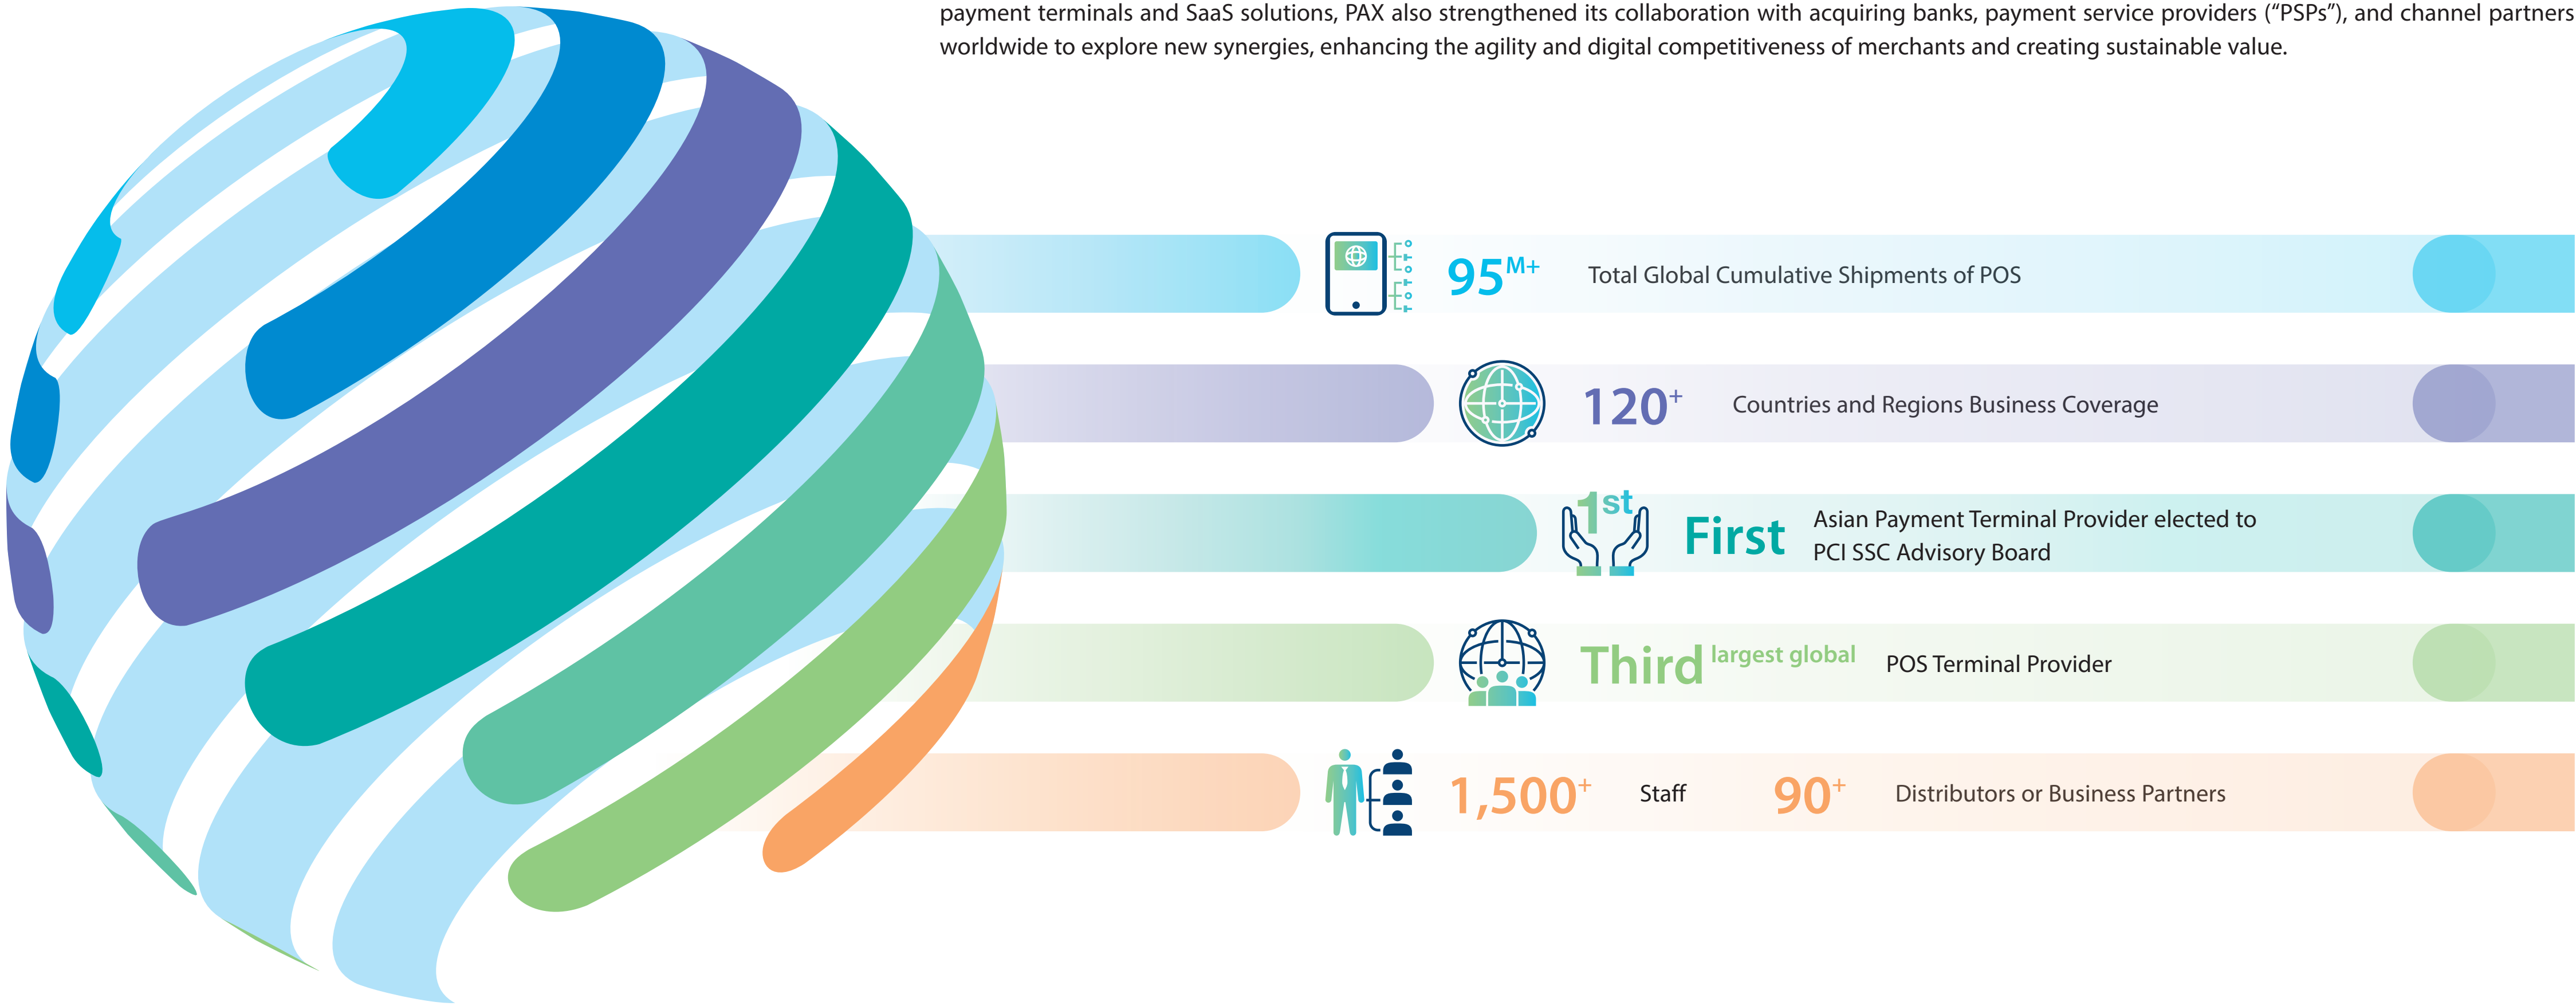 payment terminals and SaaS solutions, PAX also strengthened its collaboration with acquiring banks, payment service providers (“PSPs”), and channel partners
worldwide to explore new synergies, enhancing the agility and digital competitiveness of merchants and creating sustainable value.
95M+ Total Global Cumulative Shipments of POS
120+ Countries and Regions Business Coverage
1st
First Asian Payment Terminal Provider elected to
PCI SSC Advisory Board
Third largest global POS Terminal Provider
1,500+ Staff 90+ Distributors or Business Partners